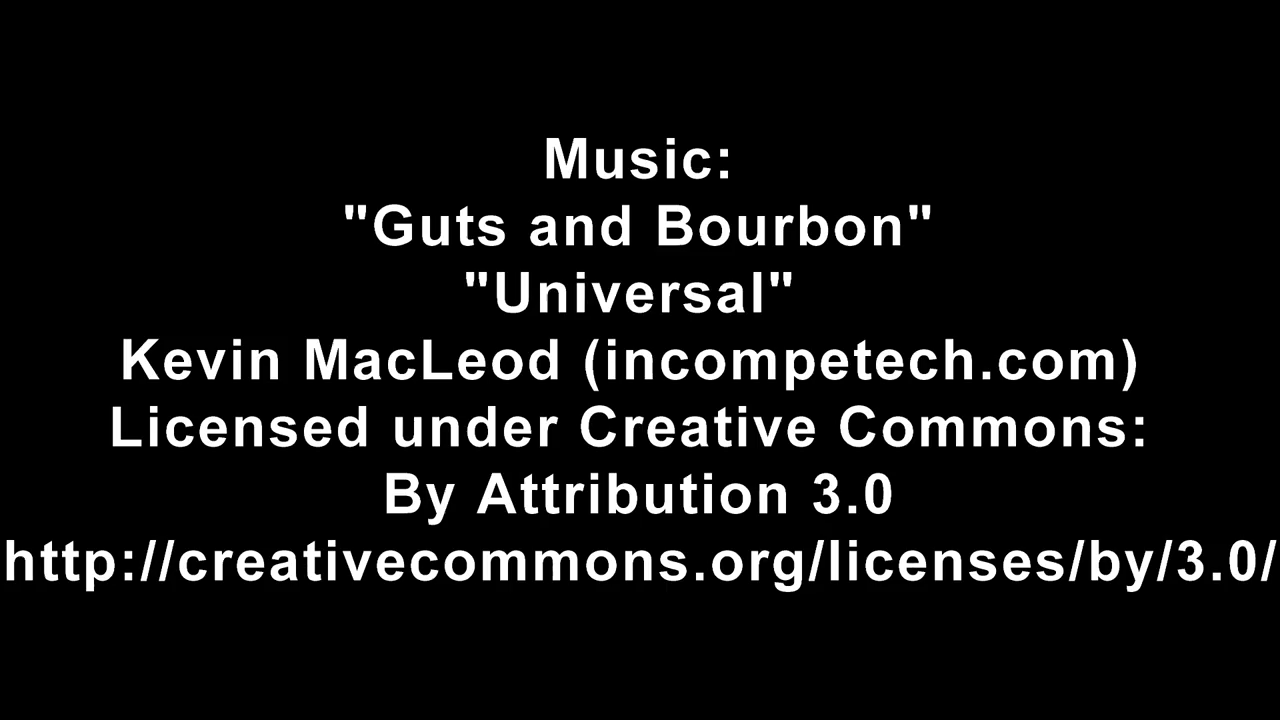 Music:
"Guts and Bourbon"
"Universal"
Kevin MacLeod (incompetech.com)
Licensed under Creative Commons:
By Attribution 3.0
http://creativecommons.org/licenses/by/3.0/